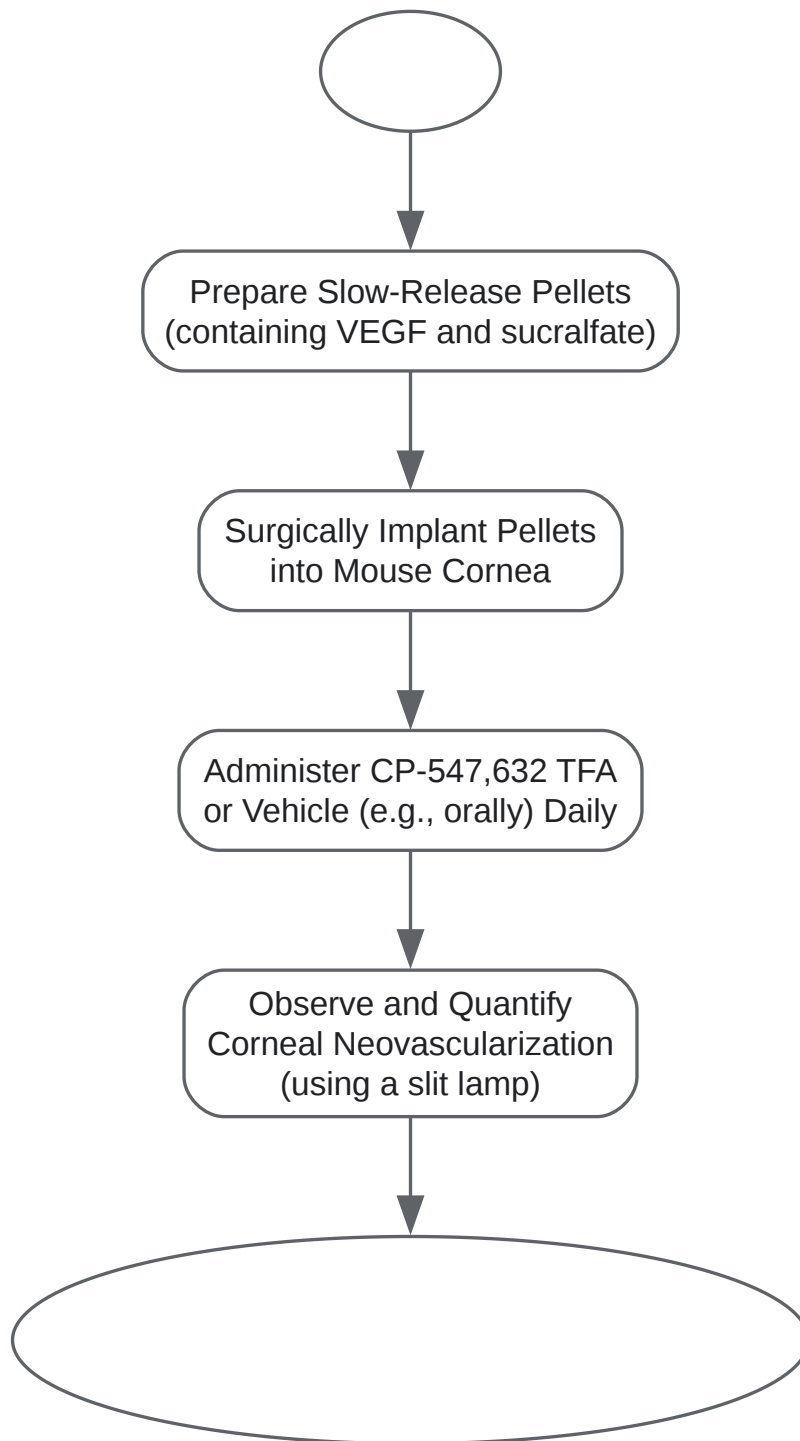 Prepare Slow-Release Pellets
(containing VEGF and sucralfate)
Surgically Implant Pellets
into Mouse Cornea
Administer CP-547,632 TFA
or Vehicle (e.g., orally) Daily
Observe and Quantify
Corneal Neovascularization
(using a slit lamp)